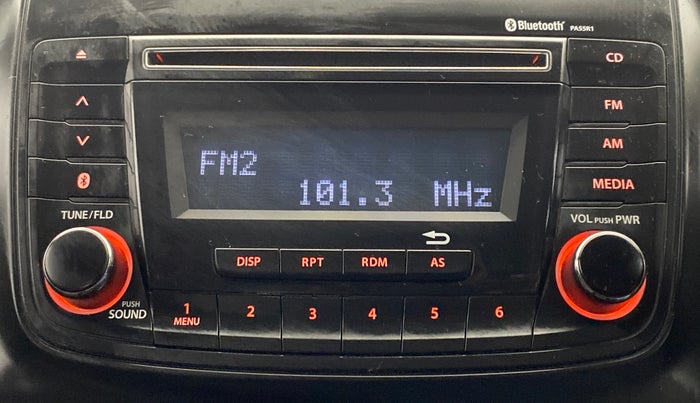 Bluetooth PA55R1
CD
FM
AM
MEDIA
FM2
101.3 MHz
TUNE/FLD
VOL PUSH PWR
DISP RPT RDM AS
PUSH SOUND
1 MENU 2 3 4 5 6